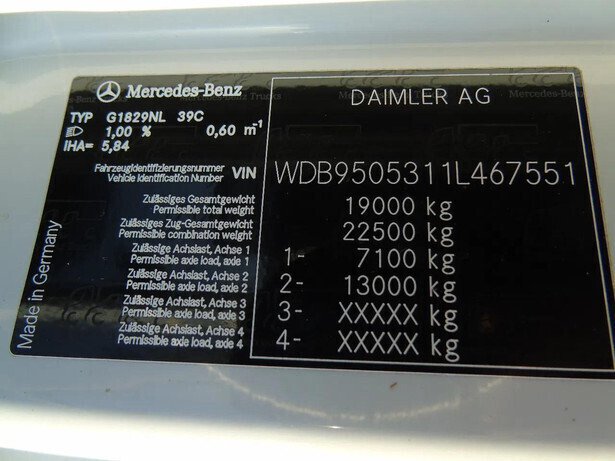 Mercedes-Benz
TYP G1829NL 39C
1,00 % 0,60 m⁻¹
IHA= 5,84
DAIMLER AG
Fahrzeugidentifizierungsnummer
Vehicle Identification Number VIN WDB9505311L467551
Zulässiges Gesamtgewicht
Permissible total weight 19000 kg
Zulässiges Zug-Gesamtgewicht
Permissible combination weight 22500 kg
Zulässige Achslast, Achse 1
Permissible axle load, axle 1 1- 7100 kg
Zulässige Achslast, Achse 2
Permissible axle load, axle 2 2- 13000 kg
Zulässige Achslast, Achse 3
Permissible axle load, axle 3 3- XXXXX kg
Zulässige Achslast, Achse 4
Permissible axle load, axle 4 4- XXXXX kg
Made in Germany